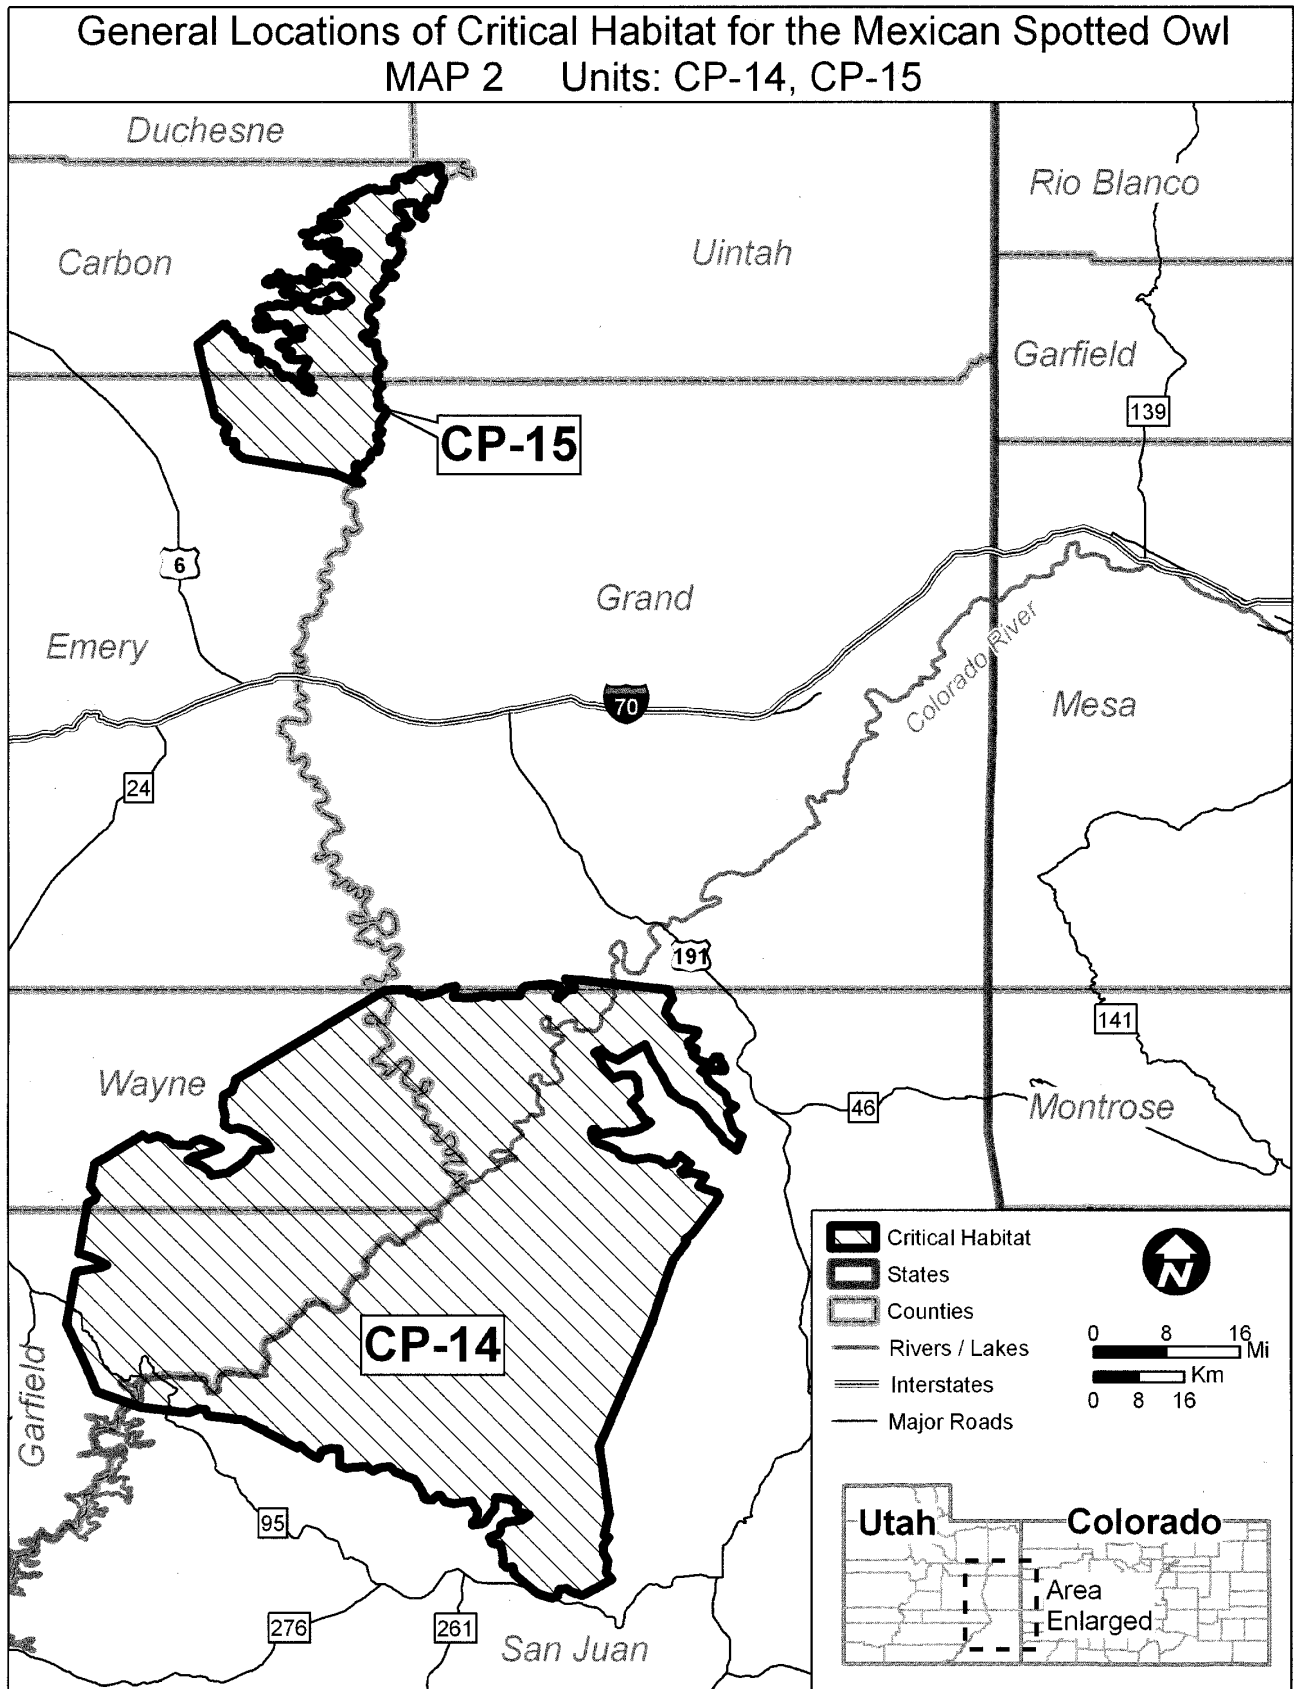 General Locations of Critical Habitat for the Mexican Spotted Owl
MAP 2 Units: CP-14, CP-15
Duchesne
Rio Blanco
Carbon
Uintah
Garfield
139
CP-15
6
Grand
Emery
Colorado River
70
Mesa
24
191
141
Wayne
46
Montrose
Critical Habitat
States
Counties
Rivers / Lakes
Interstates
Major Roads
N
0 8 16
Mi
Km
0 8 16
CP-14
Garfield
95
276
261
San Juan
Utah
Colorado
Area
Enlarged